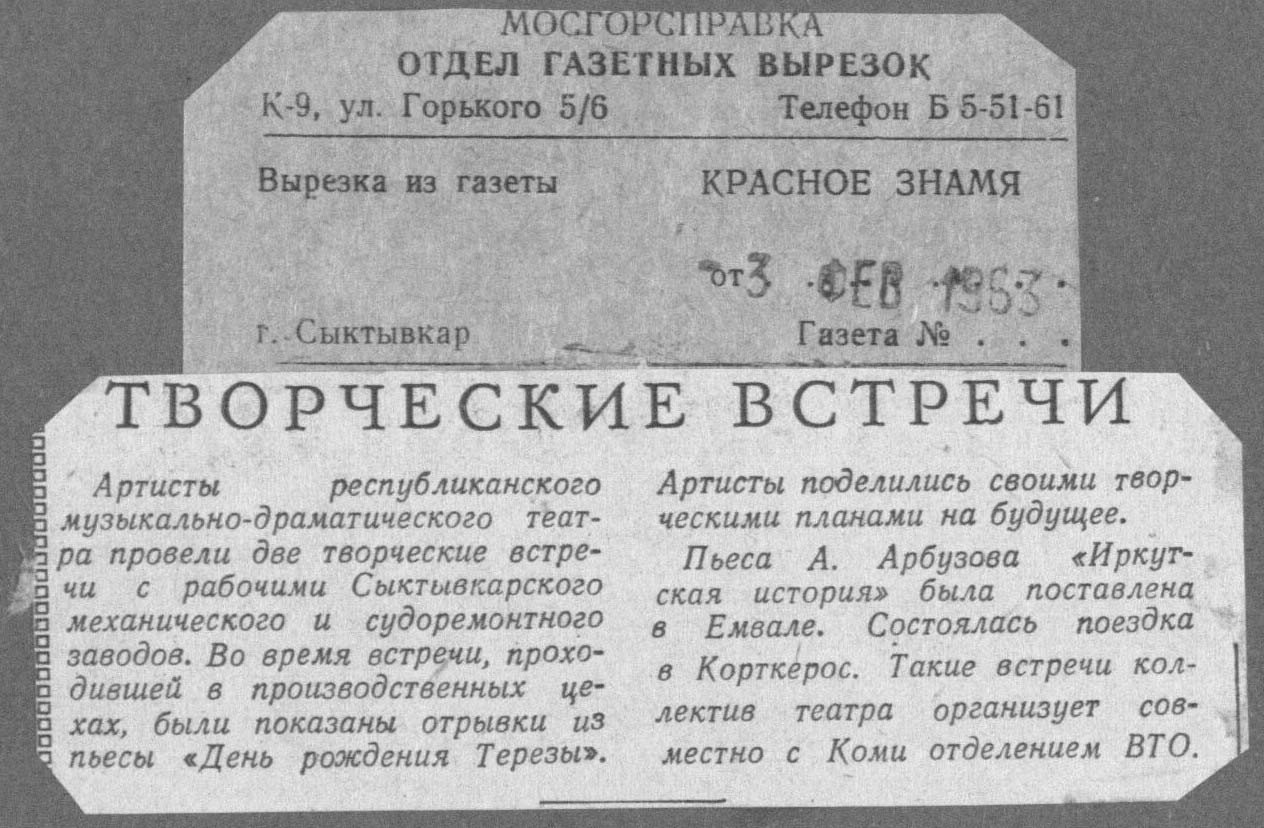 МОСГОРСПРАВКА
ОТДЕЛ ГАЗЕТНЫХ ВЫРЕЗОК
К-9, ул. Горького 5/6 Телефон Б 5-51-61
Вырезка из газеты КРАСНОЕ ЗНАМЯ
от 3 ФЕВ 1963
г. Сыктывкар Газета № . . .
ТВОРЧЕСКИЕ ВСТРЕЧИ
Артисты республиканского
музыкально-драматического теат-
ра провели две творческие встре-
чи с рабочими Сыктывкарского
механического и судоремонтного
заводов. Во время встречи, прохо-
дившей в производственных це-
хах, были показаны отрывки из
пьесы «День рождения Терезы».
Артисты поделились своими твор-
ческими планами на будущее.
Пьеса А. Арбузова «Иркут-
ская история» была поставлена
в Емвале. Состоялась поездка
в Корткерос. Такие встречи кол-
лектив театра организует сов-
местно с Коми отделением ВТО.